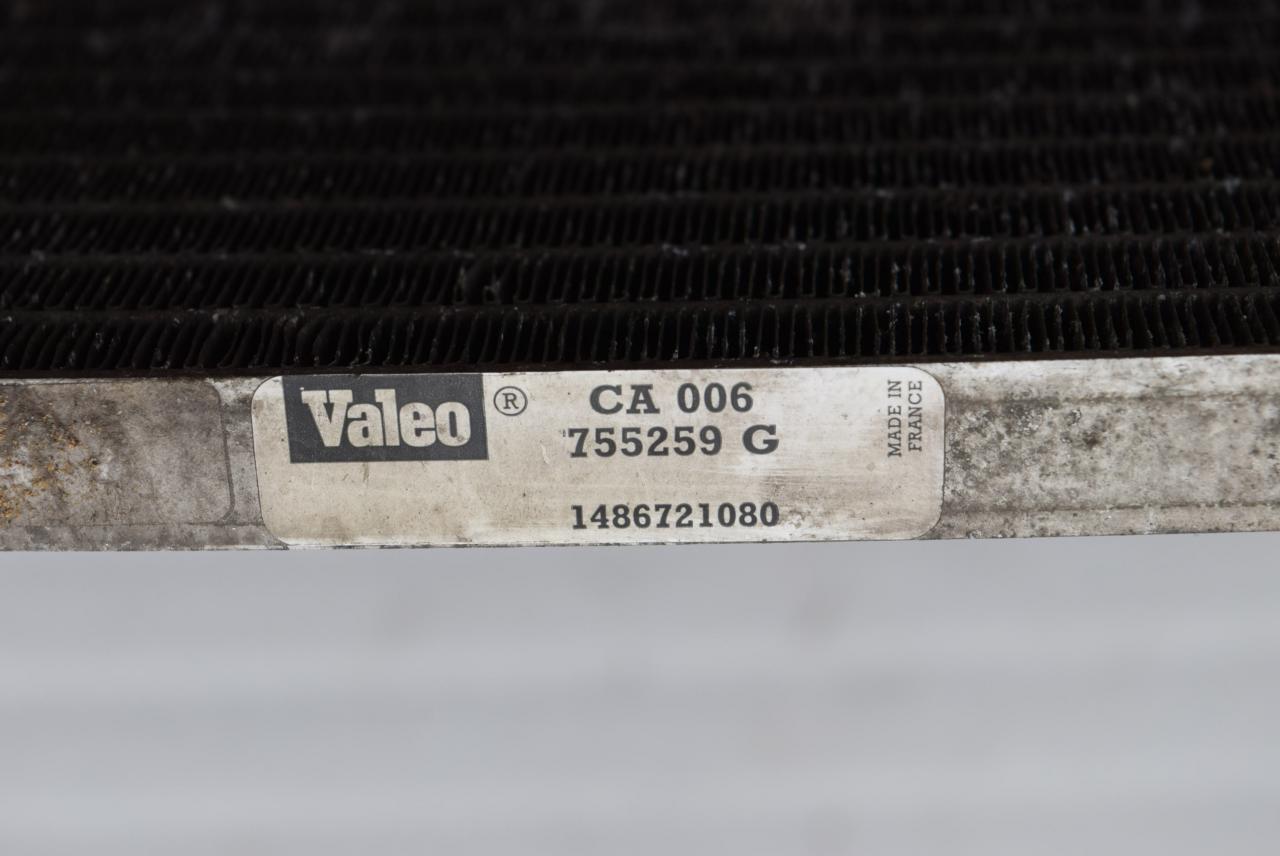 Valeo ®
CA 006
755259 G
1486721080
MADE IN
FRANCE